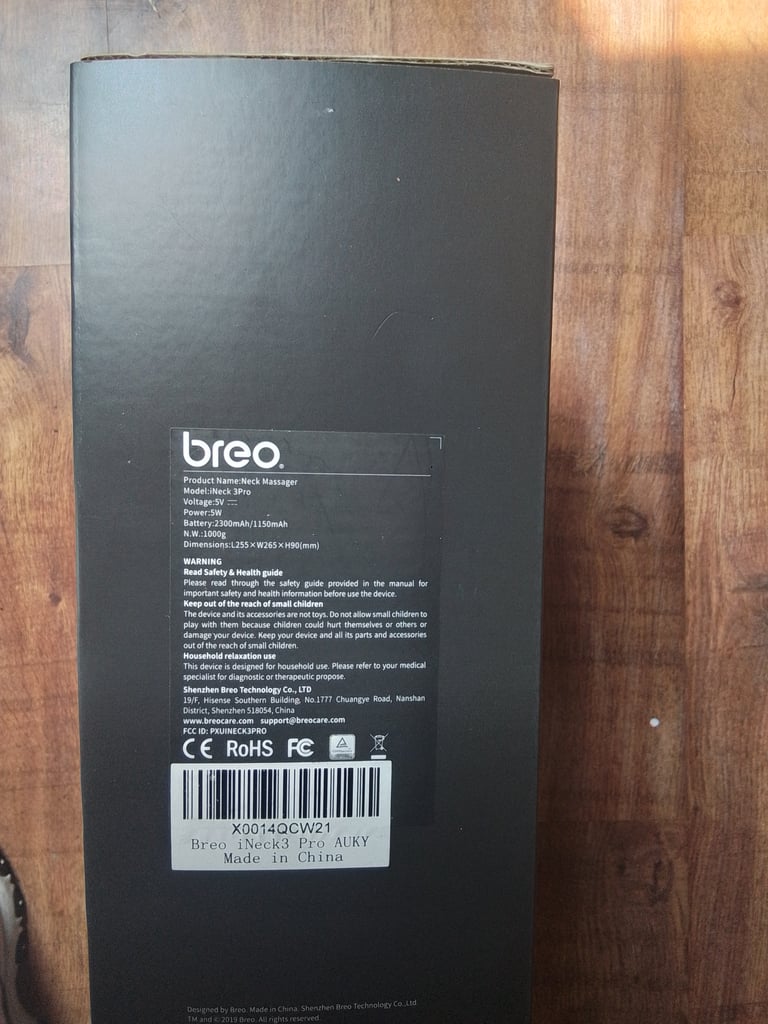 breo®
Product Name:Neck Massager
Model:iNeck 3Pro
Voltage:5V
Power:5W
Battery:2300mAh/1150mAh
N.W.:1000g
Dimensions:L255×W265×H90(mm)
WARNING
Read Safety & Health guide
Please read through the safety guide provided in the manual for
important safety and health information before use the device.
Keep out of the reach of small children
The device and its accessories are not toys. Do not allow small children to
play with them because children could hurt themselves or others or
damage your device. Keep your device and all its parts and accessories
out of the reach of small children.
Household relaxation use
This device is designed for household use. Please refer to your medical
specialist for diagnostic or therapeutic propose.
Shenzhen Breo Technology Co., LTD
19/F, Hisense Southern Building, No.1777 Chuangye Road, Nanshan
District, Shenzhen 518054, China
www.breocare.com support@breocare.com
FCC ID: PXUINECK3PRO
CE RoHS FC
X0014QCW21
Breo iNeck3 Pro AUKY
Made in China
Designed by Breo. Made in China. Shenzhen Breo Technology Co.,Ltd
TM and © 2019 Breo. All rights reserved.